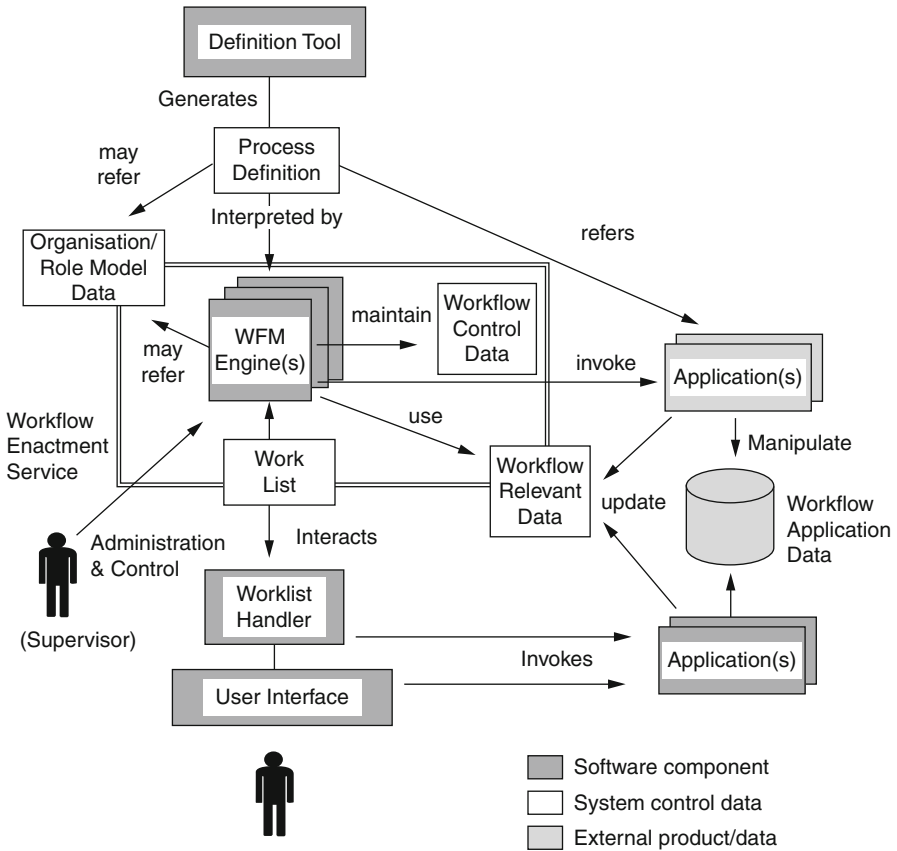 Definition Tool
Generates
Process
Definition
may
refer
Interpreted by
refers
Organisation/
Role Model
Data
WFM
Engine(s)
maintain
Workflow
Control
Data
may
refer
invoke
Application(s)
use
Workflow
Enactment
Service
Work
List
Workflow
Relevant
Data
update
Manipulate
Workflow
Application
Data
Administration
& Control
(Supervisor)
Interacts
Worklist
Handler
Invokes
Application(s)
User Interface
Software component
System control data
External product/data